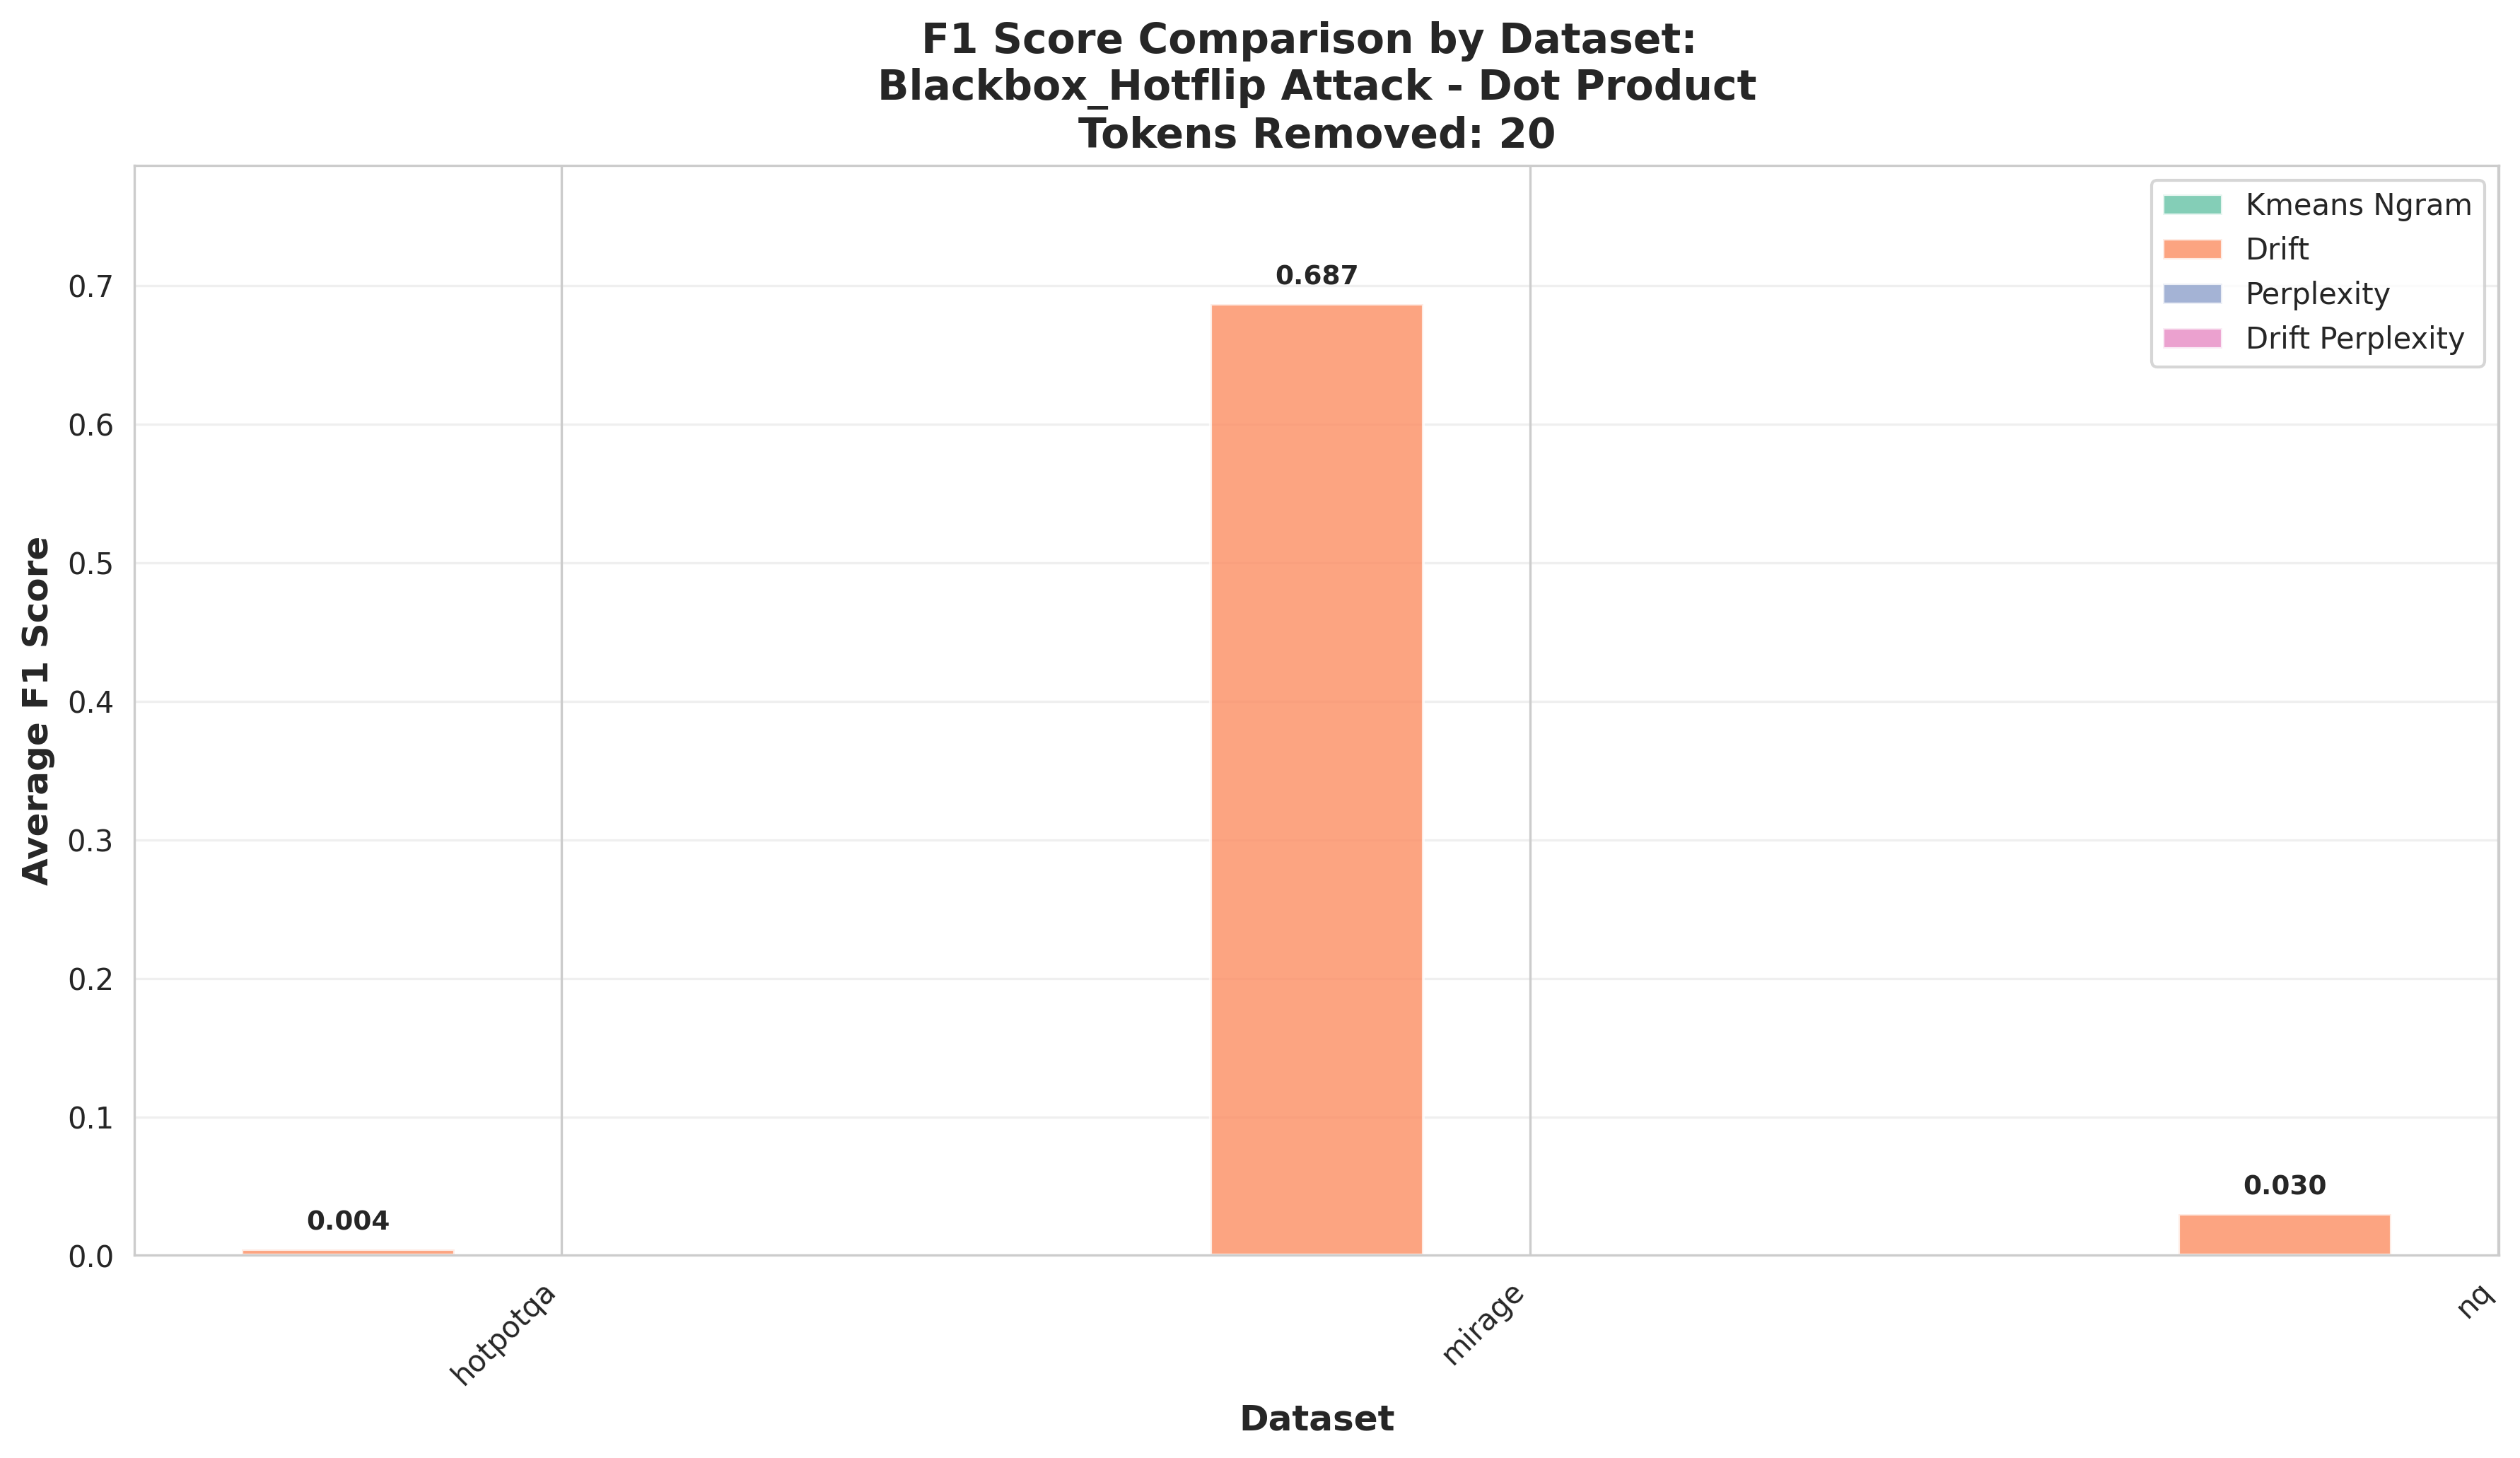 F1 Score Comparison by Dataset:
Blackbox_Hotflip Attack - Dot Product
Tokens Removed: 20
Kmeans Ngram
Drift
Perplexity
Drift Perplexity
Average F1 Score
0.7
0.6
0.5
0.4
0.3
0.2
0.1
0.0
0.004
0.687
0.030
hotpotqa
mirage
nq
Dataset